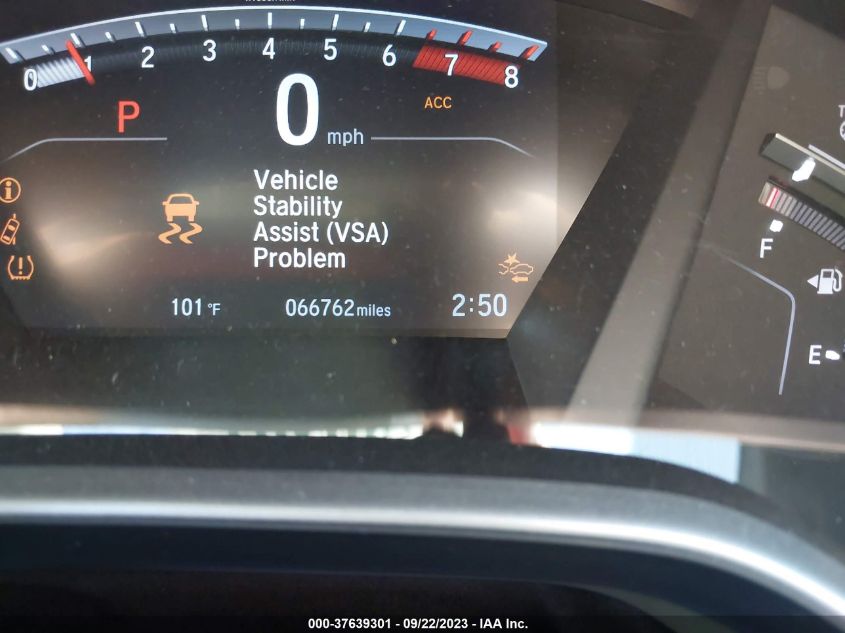 0 1 2 3 4 5 6 7 8
P
0 mph
ACC
Vehicle
Stability
Assist (VSA)
Problem
101 °F
066762 miles
2:50
F
E
000-37639301 - 09/22/2023 - IAA Inc.